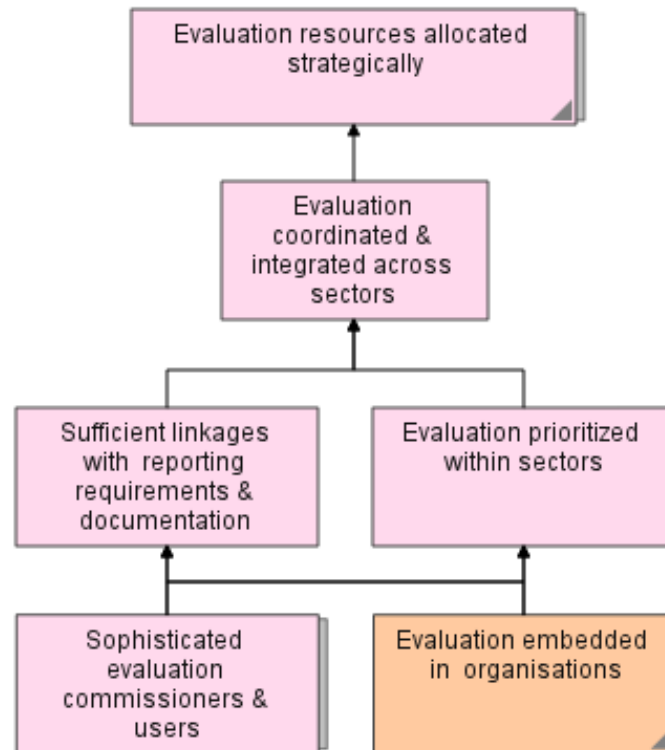 Evaluation resources allocated
strategically
Evaluation
coordinated &
integrated across
sectors
Sufficient linkages
with reporting
requirements &
documentation
Evaluation prioritized
within sectors
Sophisticated
evaluation
commissioners &
users
Evaluation embedded
in organisations